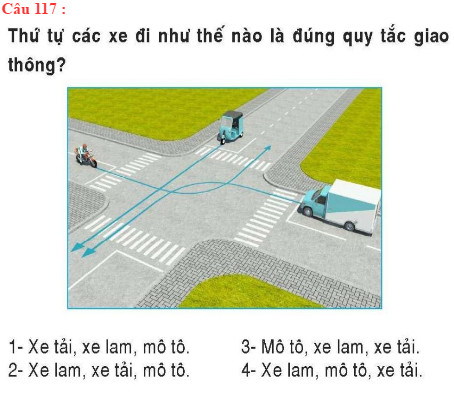 Câu 117 :
Thứ tự các xe đi như thế nào là đúng quy tắc giao
thông?
1- Xe tải, xe lam, mô tô.
3- Mô tô, xe lam, xe tải.
2- Xe lam, xe tải, mô tô.
4- Xe lam, mô tô, xe tải.